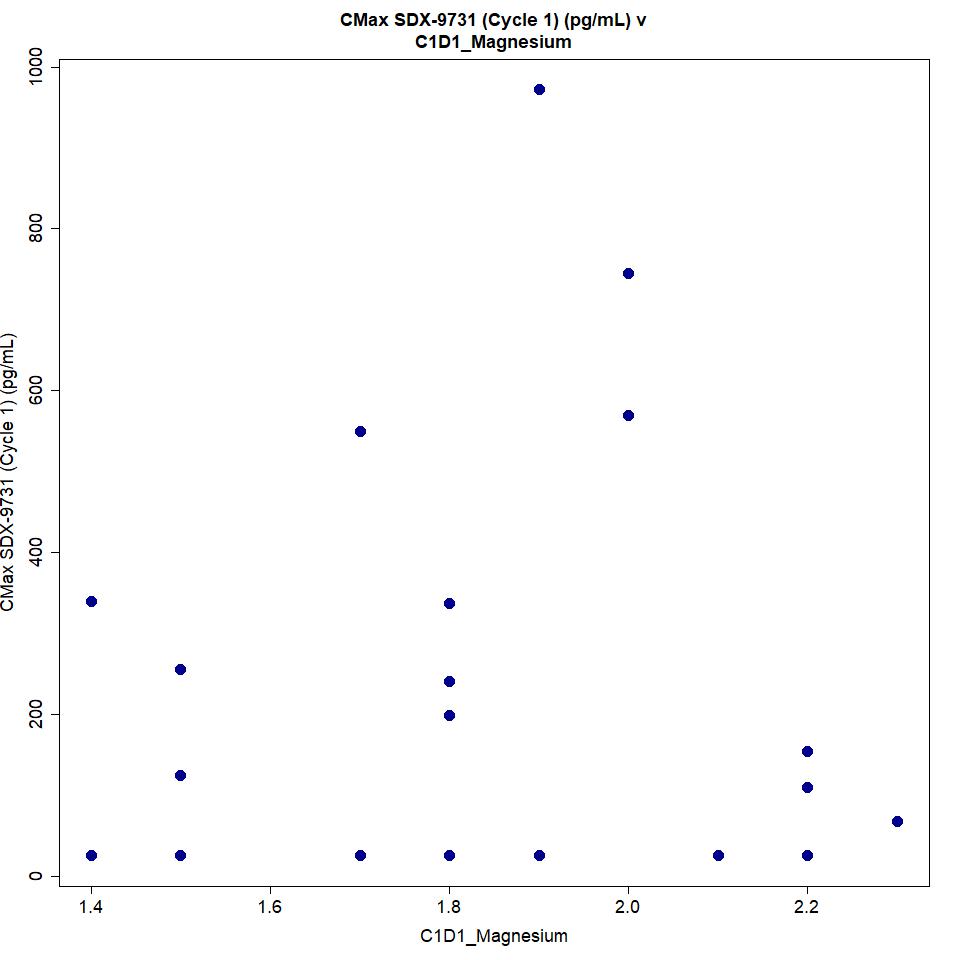 CMax SDX-9731 (Cycle 1) (pg/mL) v
C1D1_Magnesium
1000
800
600
400
200
0
CMax SDX-9731 (Cycle 1) (pg/mL)
1.4 1.6 1.8 2.0 2.2
C1D1_Magnesium